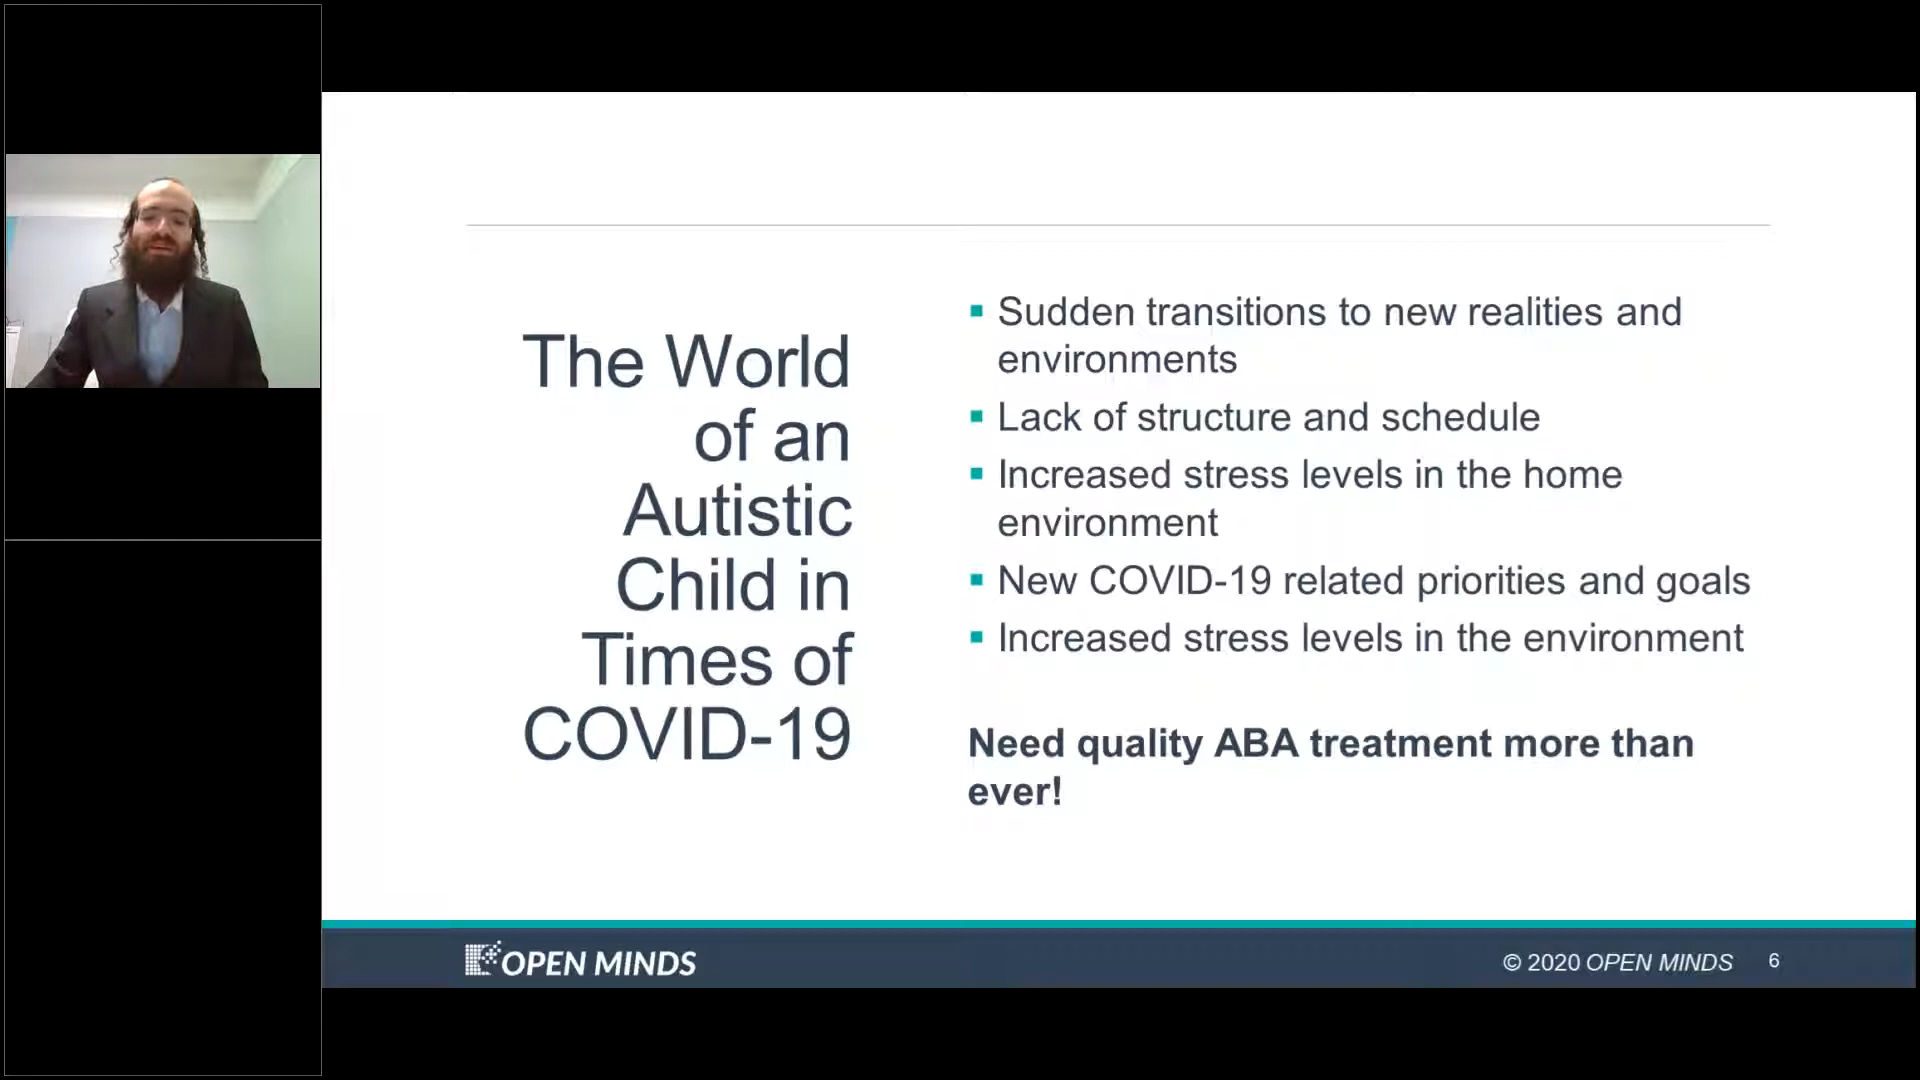 The World
of an
Autistic
Child in
Times of
COVID-19
Sudden transitions to new realities and
environments
Lack of structure and schedule
Increased stress levels in the home
environment
New COVID-19 related priorities and goals
Increased stress levels in the environment
Need quality ABA treatment more than
ever!
OPEN MINDS
© 2020 OPEN MINDS 6